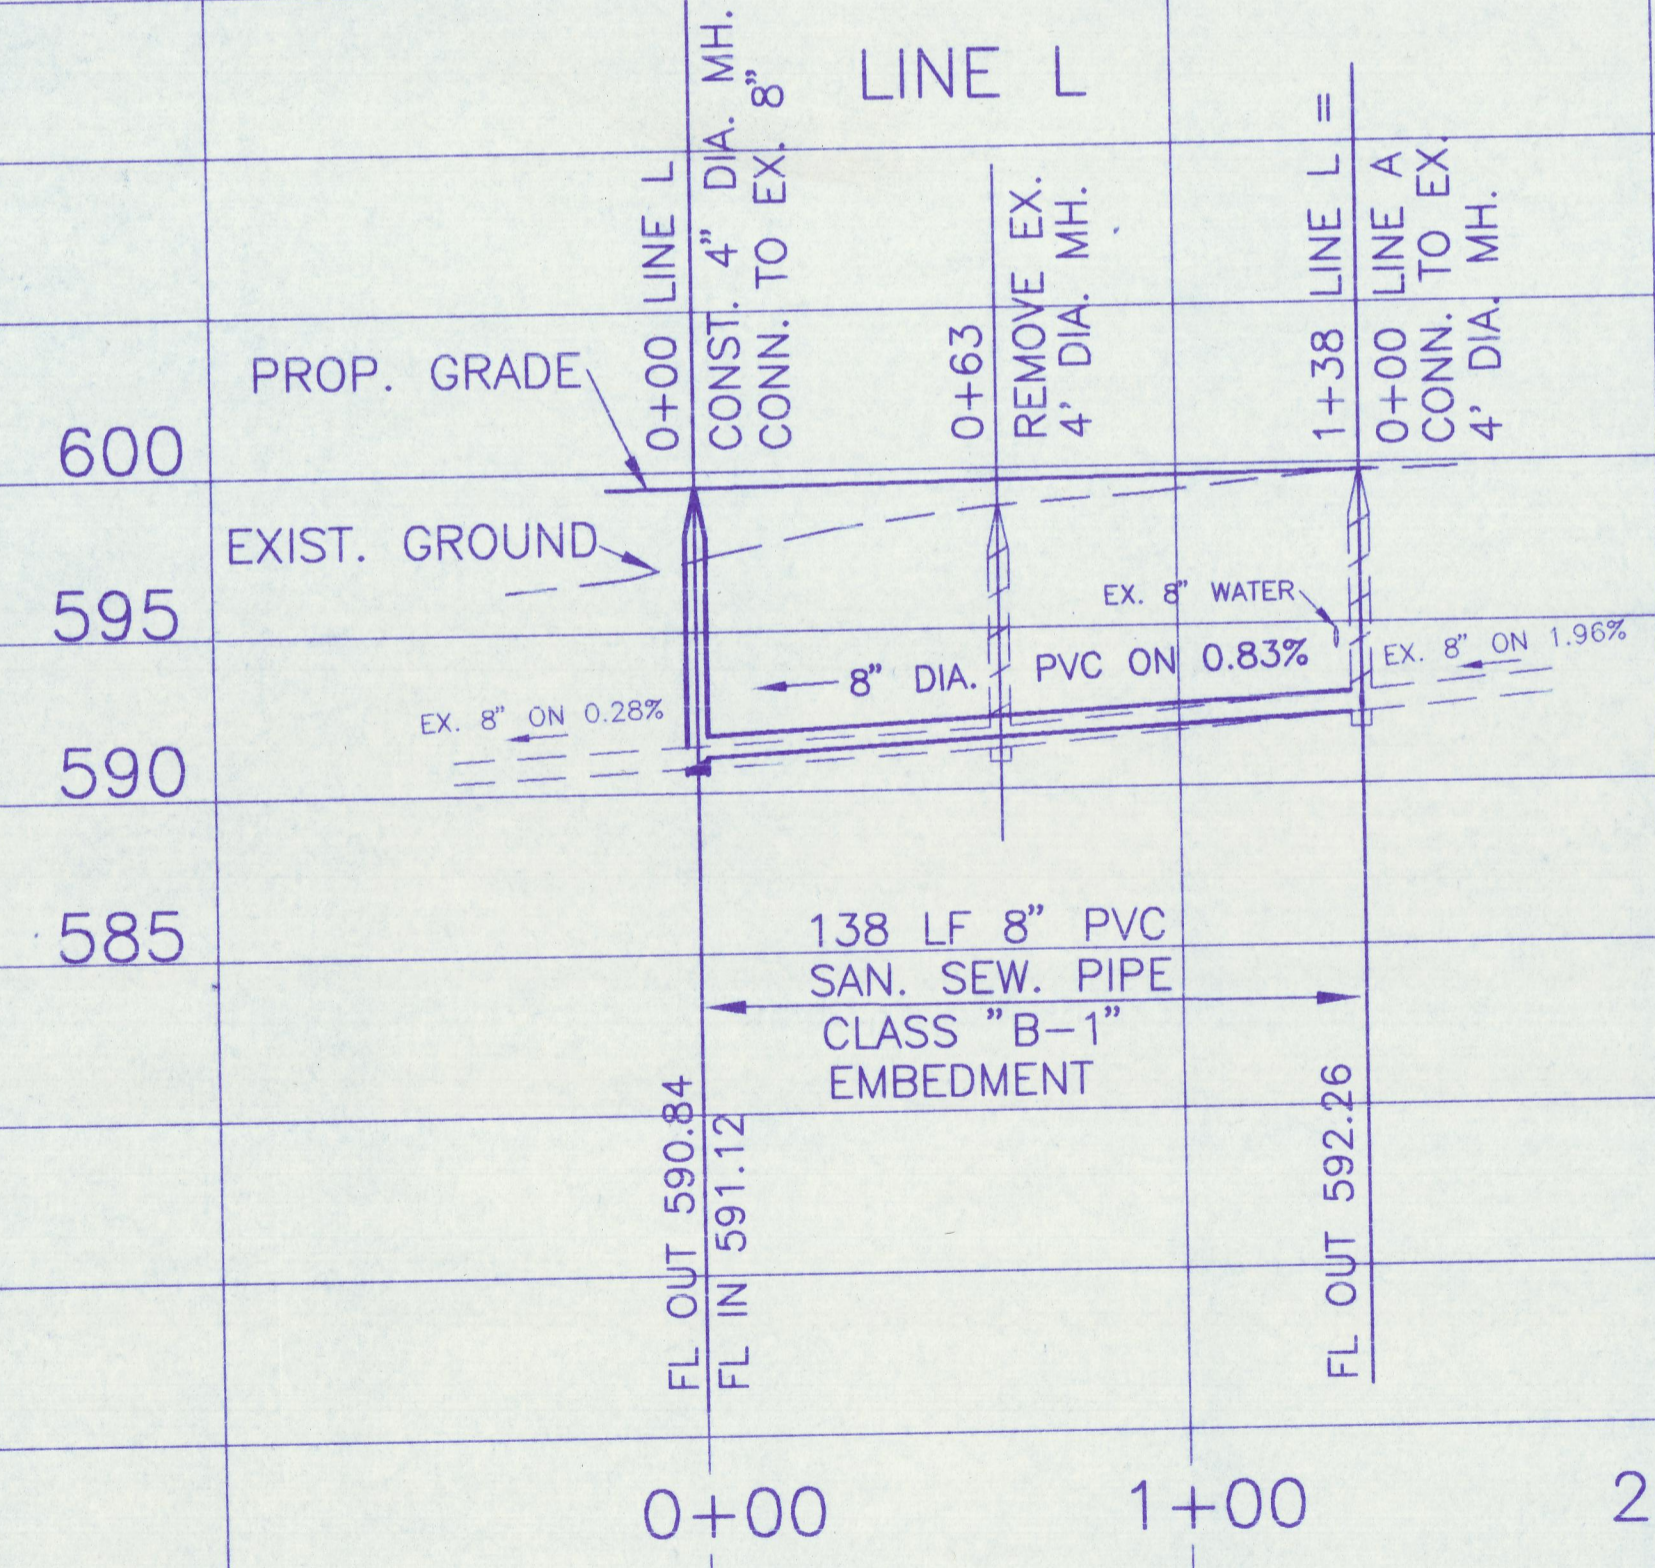 LINE L
0+00 LINE L
CONST. 4" DIA. MH.
CONN. TO EX. 8"
0+63
REMOVE EX.
4' DIA. MH.
1+38 LINE L =
0+00 LINE A
CONN. TO EX.
4' DIA. MH.
PROP. GRADE
600
EXIST. GROUND
595
EX. 8" WATER
8" DIA. PVC ON 0.83%
EX. 8" ON 1.96%
EX. 8" ON 0.28%
590
585
138 LF 8" PVC
SAN. SEW. PIPE
CLASS "B-1"
EMBEDMENT
FL OUT 590.84
FL IN 591.12
FL OUT 592.26
0+00
1+00
2